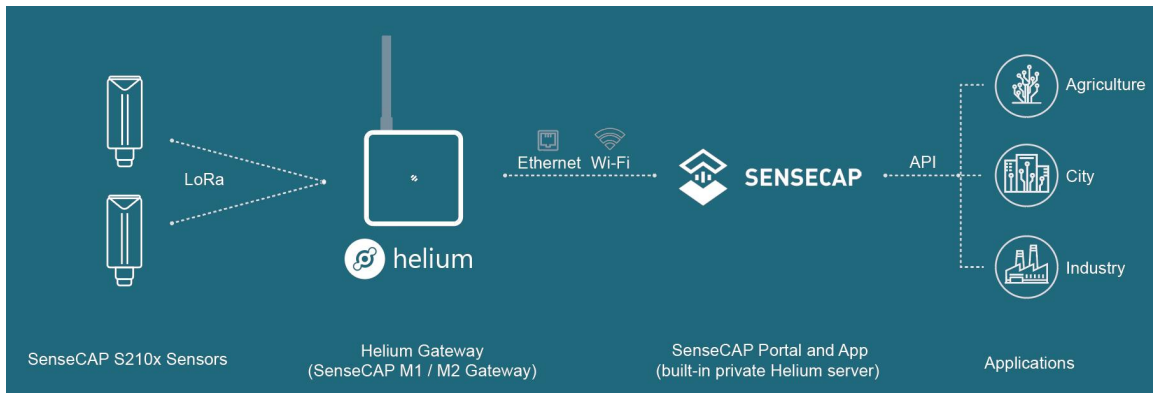 LoRa
helium
Ethernet Wi-Fi
SENSECAP
API
Agriculture
City
Industry
SenseCAP S210x Sensors
Helium Gateway
(SenseCAP M1 / M2 Gateway)
SenseCAP Portal and App
(built-in private Helium server)
Applications